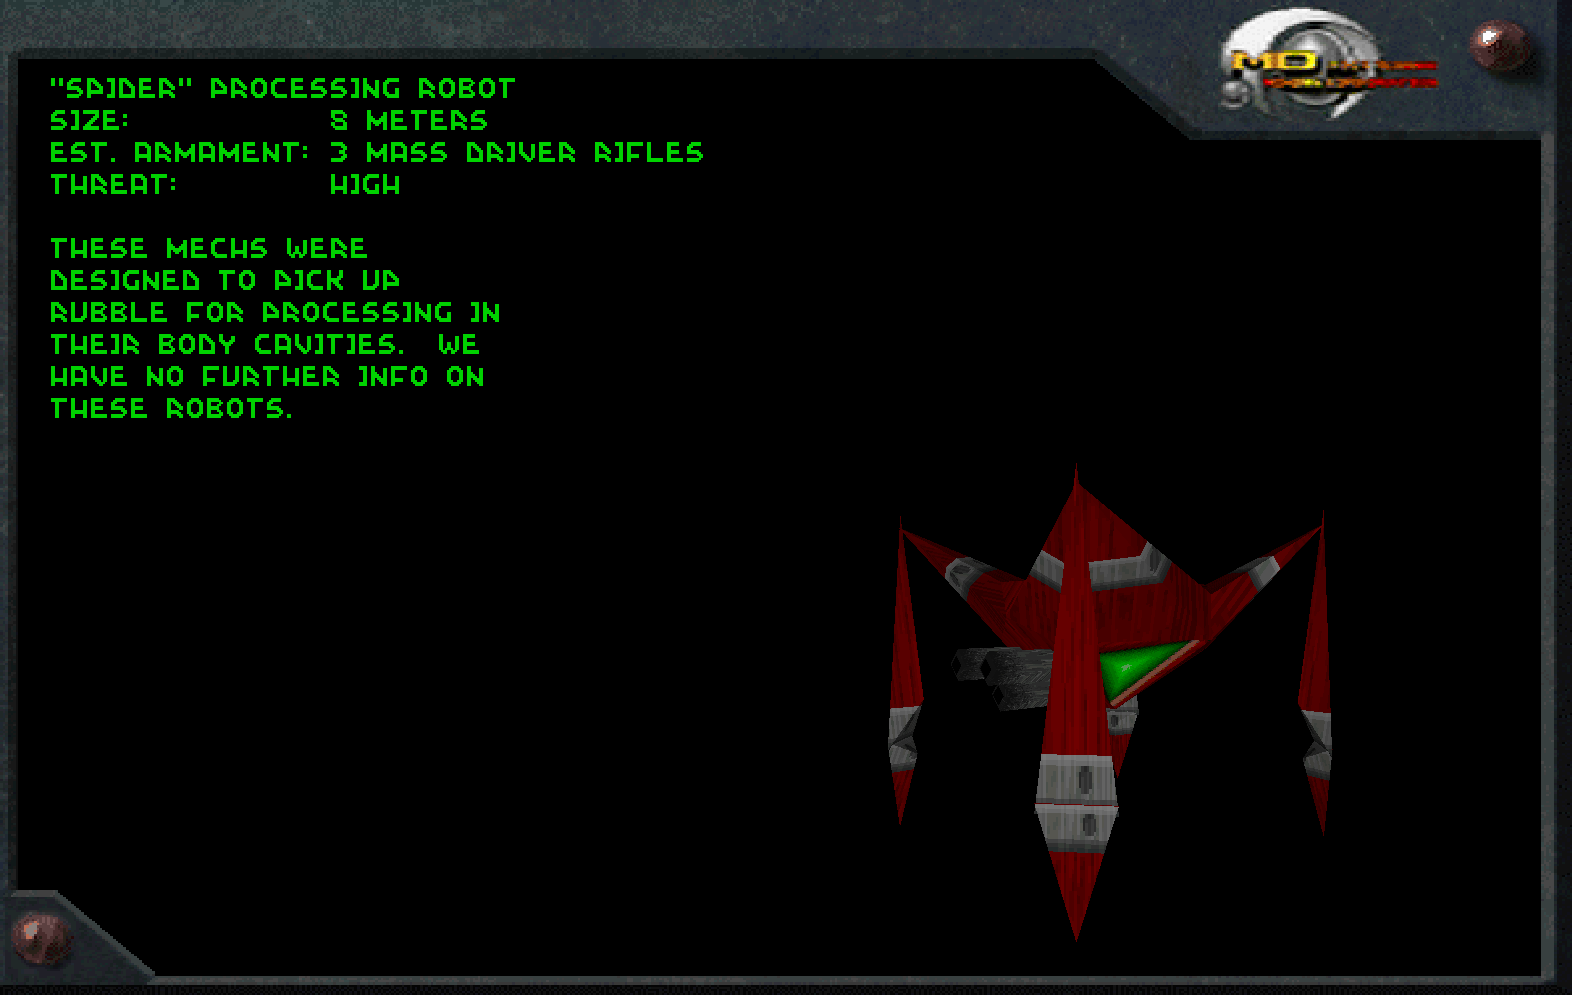 "SPIDER" PROCESSING ROBOT
SIZE: 8 METERS
EST. ARMAMENT: 3 MASS DRIVER RIFLES
THREAT: HIGH
THESE MECHS WERE
DESIGNED TO PICK UP
RUBBLE FOR PROCESSING IN
THEIR BODY CAVITIES. WE
HAVE NO FURTHER INFO ON
THESE ROBOTS.
MD